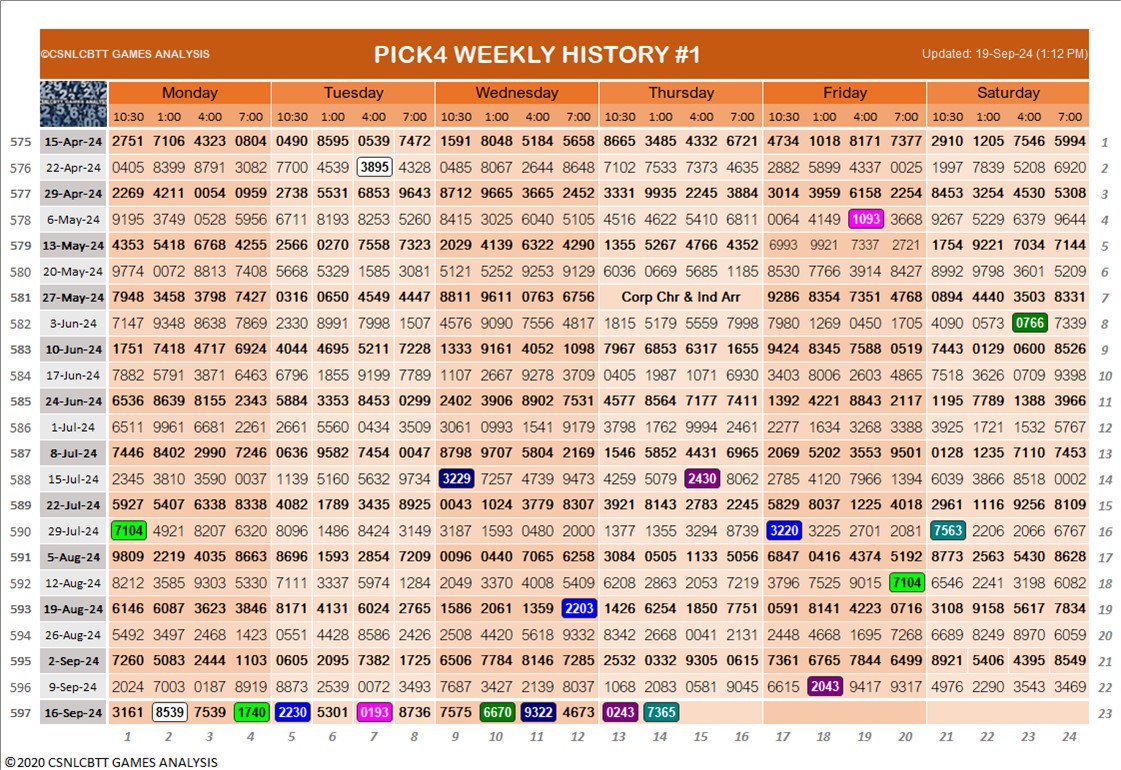 ©CSNLCBTT GAMES ANALYSIS PICK4 WEEKLY HISTORY #1 Updated: 19-Sep-24 (1:12 PM)
Monday Tuesday Wednesday Thursday Friday Saturday
10:30 1:00 4:00 7:00 10:30 1:00 4:00 7:00 10:30 1:00 4:00 7:00 10:30 1:00 4:00 7:00 10:30 1:00 4:00 7:00 10:30 1:00 4:00 7:00
575 15-Apr-24 2751 7106 4323 0804 0490 8595 0539 7472 1591 8048 5184 5658 8665 3485 4332 6721 4734 1018 8171 7377 2910 1205 7546 5994 1
576 22-Apr-24 0405 8399 8791 3082 7700 4539 3895 4328 0485 8067 2644 8648 7102 7533 7373 4635 2882 5899 4337 0025 1997 7839 5208 6920 2
577 29-Apr-24 2269 4211 0054 0959 2738 5531 6853 9643 8712 9665 3665 2452 3331 9935 2245 3884 3014 3959 6158 2254 8453 3254 4530 5308 3
578 6-May-24 9195 3749 0528 5956 6711 8193 8253 5260 8415 3025 6040 5105 4516 4622 5410 6811 0064 4149 1093 3668 9267 5229 6379 9644 4
579 13-May-24 4353 5418 6768 4255 2566 0270 7558 7323 2029 4139 6322 4290 1355 5267 4766 4352 6993 9921 7337 2721 1754 9221 7034 7144 5
580 20-May-24 9774 0072 8813 7408 5668 5329 1585 3081 5121 5252 9253 9129 6036 0669 5685 1185 8530 7766 3914 8427 8992 9798 3601 5209 6
581 27-May-24 7948 3458 3798 7427 0316 0650 4549 4447 8811 9611 0763 6756 Corp Chr & Ind Arr 9286 8354 7351 4768 0894 4440 3503 8331 7
582 3-Jun-24 7147 9348 8638 7869 2330 8991 7998 1507 4576 9090 7556 4817 1815 5179 5559 7998 7980 1269 0450 1705 4090 0573 0766 7339 8
583 10-Jun-24 1751 7418 4717 6924 4044 4695 5211 7228 1333 9161 4052 1098 7967 6853 6317 1655 9424 8345 7588 0519 7443 0129 0600 8526 9
584 17-Jun-24 7882 5791 3871 6463 6796 1855 9199 7789 1107 2667 9278 3709 0405 1987 1071 6930 3403 8006 2603 4865 7518 3626 0709 9398 10
585 24-Jun-24 6536 8639 8155 2343 5884 3353 8453 0299 2402 3906 8902 7531 4577 8564 7177 7411 1392 4221 8843 2117 1195 7789 1388 3966 11
586 1-Jul-24 6511 9961 6681 2261 2661 5560 0434 3509 3061 0993 1541 9179 3798 1762 9994 2461 2277 1634 3268 3388 3925 1721 1532 5767 12
587 8-Jul-24 7446 8402 2990 7246 0636 9582 7454 0047 8798 9707 5804 2169 1546 5852 4431 6965 2069 5202 3553 9501 0128 1235 7110 7453 13
588 15-Jul-24 2345 3810 3590 0037 1139 5160 5632 9734 3229 7257 4739 9473 4259 5079 2430 8062 2785 4120 7966 1394 6039 3866 8518 0002 14
589 22-Jul-24 5927 5407 6338 8338 4082 1789 3435 8925 0043 1024 3779 8307 3921 8143 2783 2245 5829 8037 1225 4018 2961 1116 9256 8109 15
590 29-Jul-24 7104 4921 8207 6320 8096 1486 8424 3149 3187 1593 0480 2000 1377 1355 3294 8739 3220 3225 2701 2081 7563 2206 2066 6767 16
591 5-Aug-24 9809 2219 4035 8663 8696 1593 2854 7209 0096 0440 7065 6258 3084 0505 1133 5056 6847 0416 4374 5192 8773 2563 5430 8628 17
592 12-Aug-24 8212 3585 9303 5330 7111 3337 5974 1284 2049 3370 4008 5409 6208 2863 2053 7219 3796 7525 9015 7104 6546 2241 3198 6082 18
593 19-Aug-24 6146 6087 3623 3846 8171 4131 6024 2765 1586 2061 1359 2203 1426 6254 1850 7751 0591 8141 4223 0716 3108 9158 5617 7834 19
594 26-Aug-24 5492 3497 2468 1423 0551 4428 8586 2426 2508 4420 5618 9332 8342 2668 0041 2131 2448 4668 1695 7268 6689 8249 8970 6059 20
595 2-Sep-24 7260 5083 2444 1103 0605 2095 7382 1725 6506 7784 8146 7285 2532 0332 9305 0615 7361 6765 7844 6499 8921 5406 4395 8549 21
596 9-Sep-24 2024 7003 0187 8919 8873 2539 0072 3493 7687 3427 2139 8037 1068 2083 0581 9045 6615 2043 9417 9317 4976 2290 3543 3469 22
597 16-Sep-24 3161 8539 7539 1740 2230 5301 0193 8736 7575 6670 9322 4673 0243 7365 23
1 2 3 4 5 6 7 8 9 10 11 12 13 14 15 16 17 18 19 20 21 22 23 24
©2020 CSNLCBTT GAMES ANALYSIS